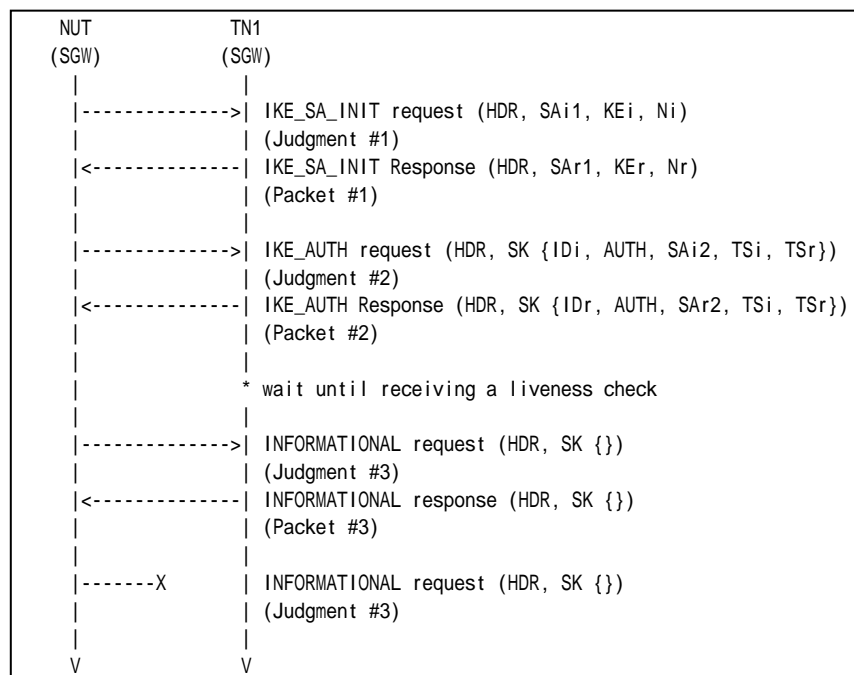 NUT TN1
(SGW) (SGW)
| |
|-------------->| IKE_SA_INIT request (HDR, SAi1, KEi, Ni)
| | (Judgment #1)
|<--------------| IKE_SA_INIT Response (HDR, SAr1, KEr, Nr)
| | (Packet #1)
| |
|-------------->| IKE_AUTH request (HDR, SK {IDi, AUTH, SAi2, TSi, TSr})
| | (Judgment #2)
|<--------------| IKE_AUTH Response (HDR, SK {IDr, AUTH, SAr2, TSi, TSr})
| | (Packet #2)
| |
| * wait until receiving a liveness check
| |
|-------------->| INFORMATIONAL request (HDR, SK {})
| | (Judgment #3)
|<--------------| INFORMATIONAL response (HDR, SK {})
| | (Packet #3)
| |
|-------X | INFORMATIONAL request (HDR, SK {})
| | (Judgment #3)
| |
V V